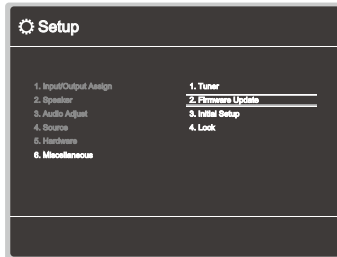 Setup
1. Input/Output Assign
2. Speaker
3. Audio Adjust
4. Source
5. Hardware
6. Miscellaneous
1. Tuner
2. Firmware Update
3. Initial Setup
4. Lock